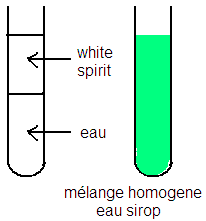 white
spirit
eau
mélange homogene
eau sirop